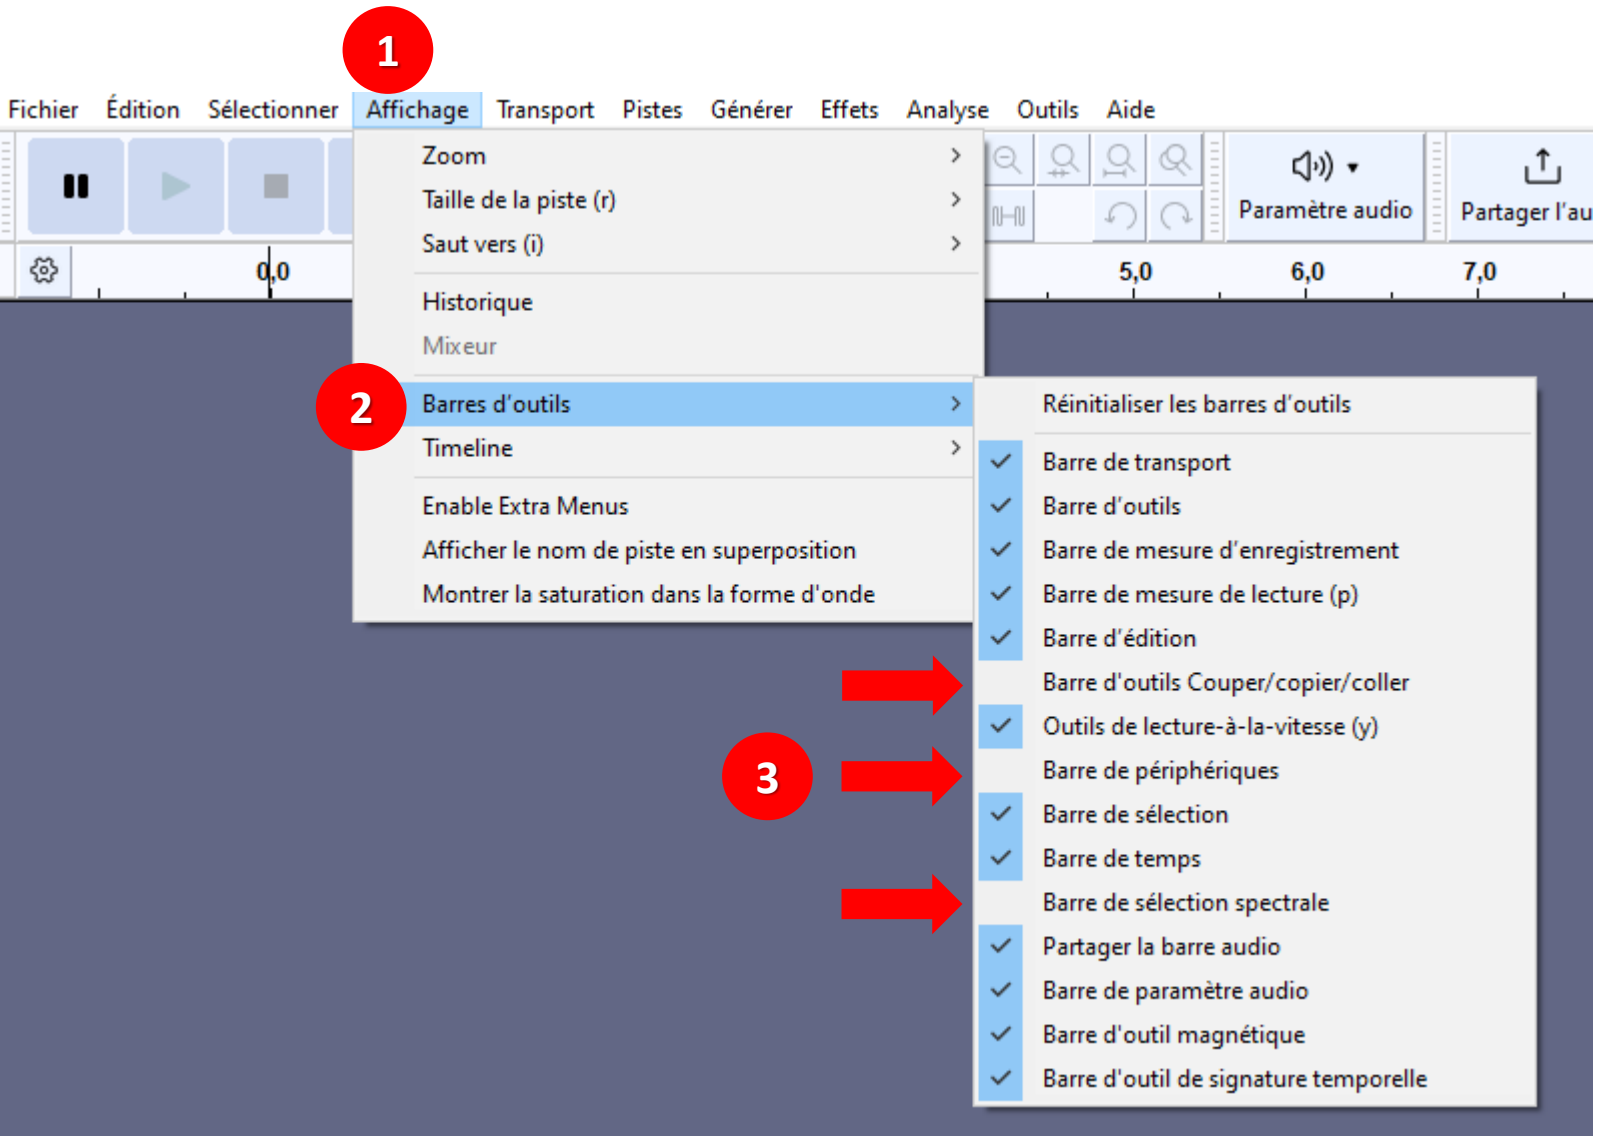 1
Fichier Édition Sélectionner Affichage Transport Pistes Générer Effets Analyse Outils Aide
Paramètre audio
Partager l'au
0,0 5,0 6,0 7,0
Zoom
Taille de la piste (r)
Saut vers (i)
Historique
Mixeur
2
Barres d'outils
Timeline
Enable Extra Menus
Afficher le nom de piste en superposition
Montrer la saturation dans la forme d'onde
Réinitialiser les barres d'outils
Barre de transport
Barre d'outils
Barre de mesure d'enregistrement
Barre de mesure de lecture (p)
Barre d'édition
Barre d'outils Couper/copier/coller
Outils de lecture-à-la-vitesse (y)
3
Barre de périphériques
Barre de sélection
Barre de temps
Barre de sélection spectrale
Partager la barre audio
Barre de paramètre audio
Barre d'outil magnétique
Barre d'outil de signature temporelle